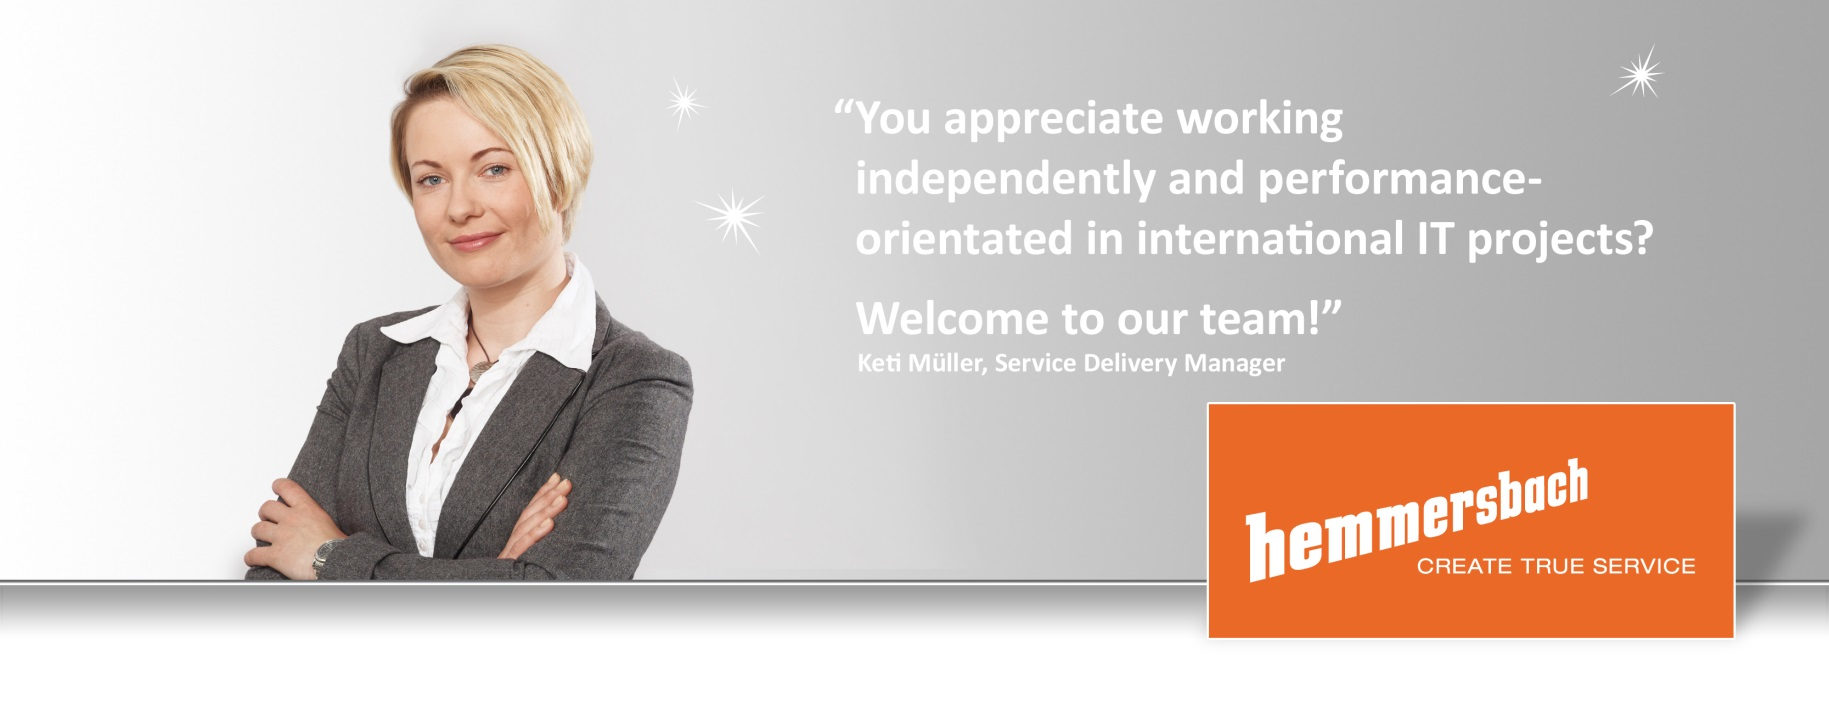 “You appreciate working
independently and performance-
orientated in international IT projects?
Welcome to our team!”
Keti Müller, Service Delivery Manager
hemmersbach
CREATE TRUE SERVICE